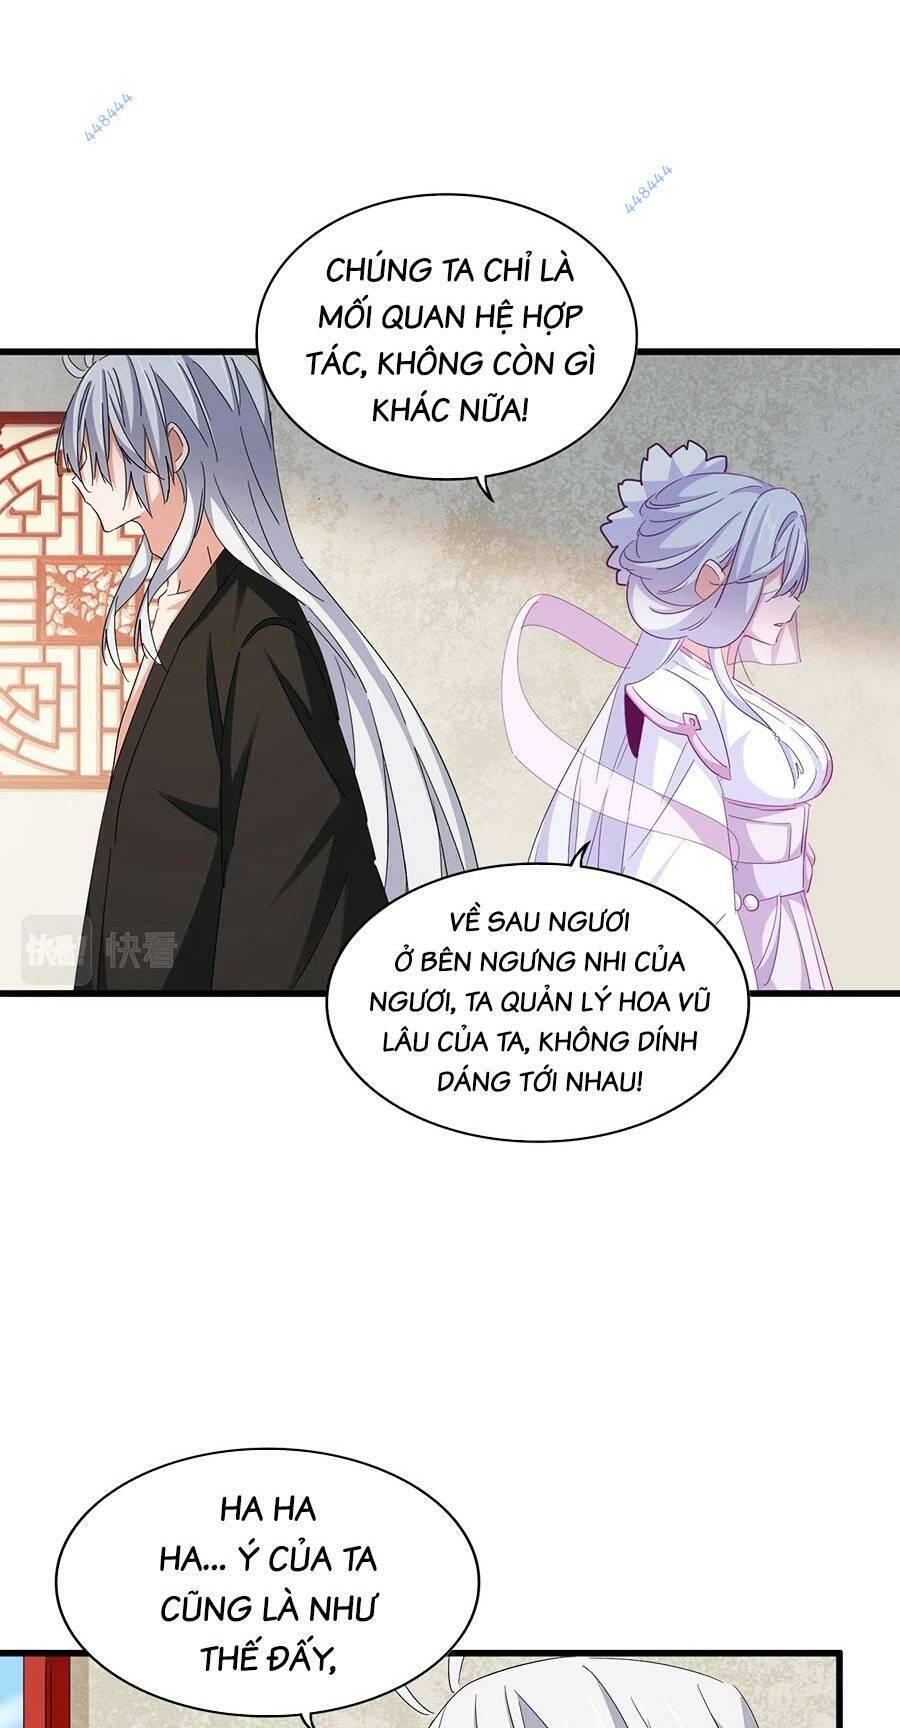 448444
448444
CHÚNG TA CHỈ LÀ
MỐI QUAN HỆ HỢP
TÁC, KHÔNG CÒN GÌ
KHÁC NỮA!
快看! 快看
VỀ SAU NGƯƠI
Ở BÊN NGƯNG NHI CỦA
NGƯƠI, TA QUẢN LÝ HOA VŨ
LÂU CỦA TA, KHÔNG DÍNH
DÁNG TỚI NHAU!
HA HA
HA... Ý CỦA TA
CŨNG LÀ NHƯ
THẾ ĐẤY,